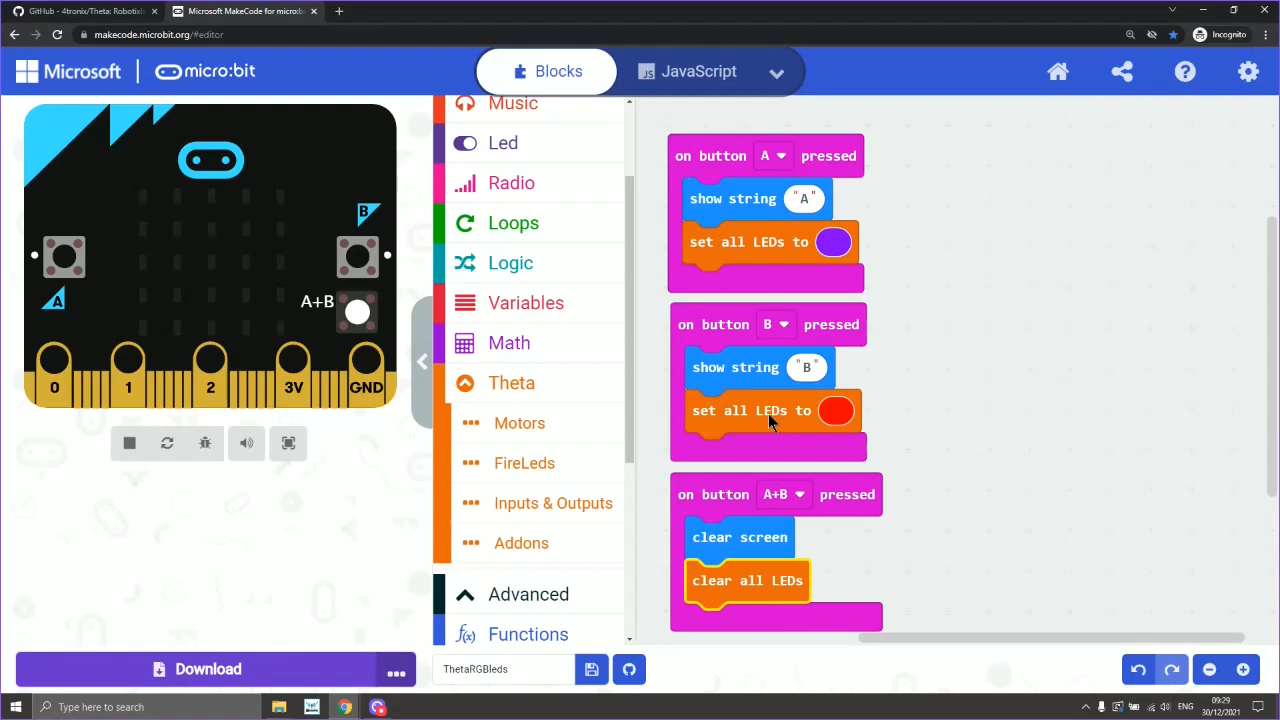 GitHub - 4tronix/Theta: Robotixl
Microsoft MakeCode for micro:b
makecode.microbit.org/#editor
Incognito
Microsoft
micro:bit
Blocks
JS
JavaScript
B
A
A+B
0
1
2
3V
GND
Music
Led
Radio
Loops
Logic
Variables
Math
Theta
Motors
FireLeds
Inputs & Outputs
Addons
Advanced
f(x) Functions
on button A pressed
show string "A"
set all LEDs to
on button B pressed
show string "B"
set all LEDs to
on button A+B pressed
clear screen
clear all LEDs
Download
ThetaRGBleds
Type here to search
ENG
09:29
30/12/2021